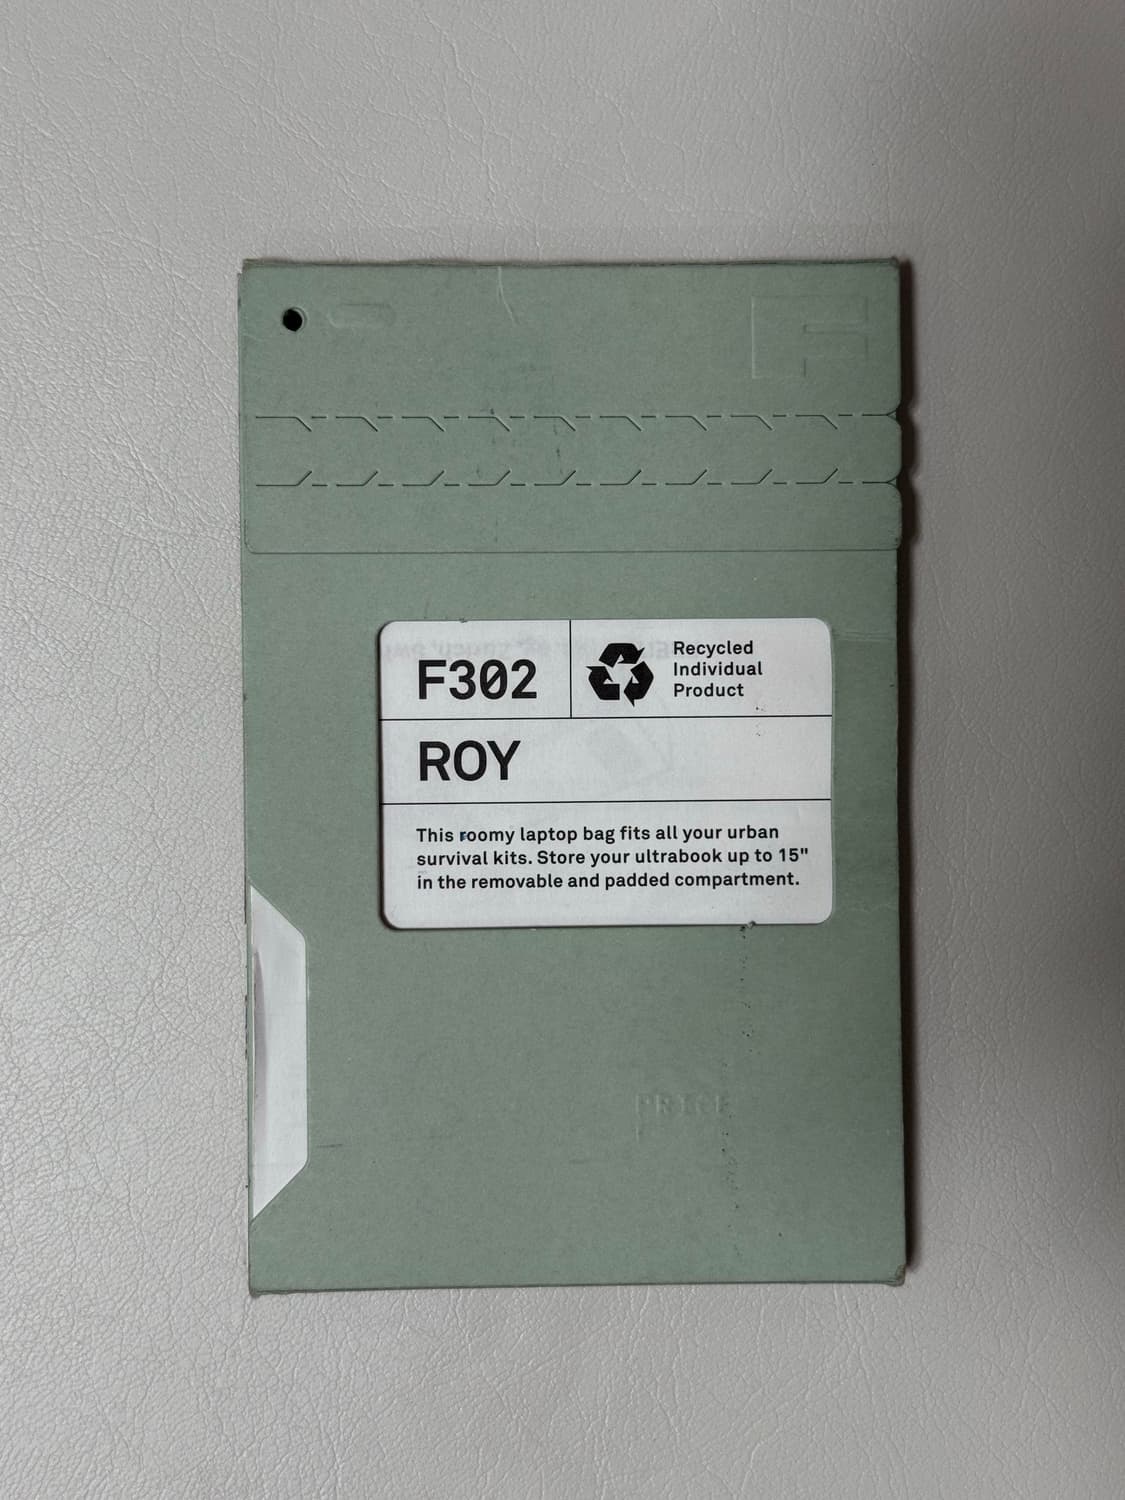 F302
Recycled
Individual
Product
ROY
This roomy laptop bag fits all your urban
survival kits. Store your ultrabook up to 15"
in the removable and padded compartment.
PRICE